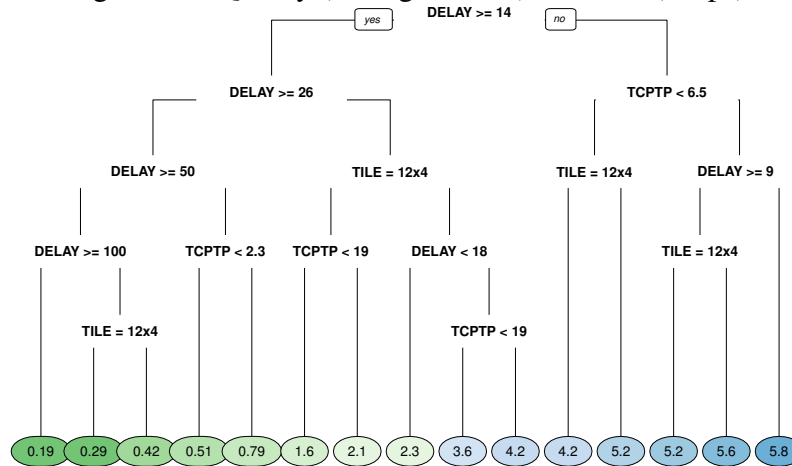 yes DELAY >= 14 no
DELAY >= 26 TCPTP < 6.5
DELAY >= 50 TILE = 12x4 TILE = 12x4 DELAY >= 9
DELAY >= 100 TCPTP < 2.3 TCPTP < 19 DELAY < 18 TILE = 12x4
TILE = 12x4 TCPTP < 19
0.19 0.29 0.42 0.51 0.79 1.6 2.1 2.3 3.6 4.2 4.2 5.2 5.2 5.6 5.8